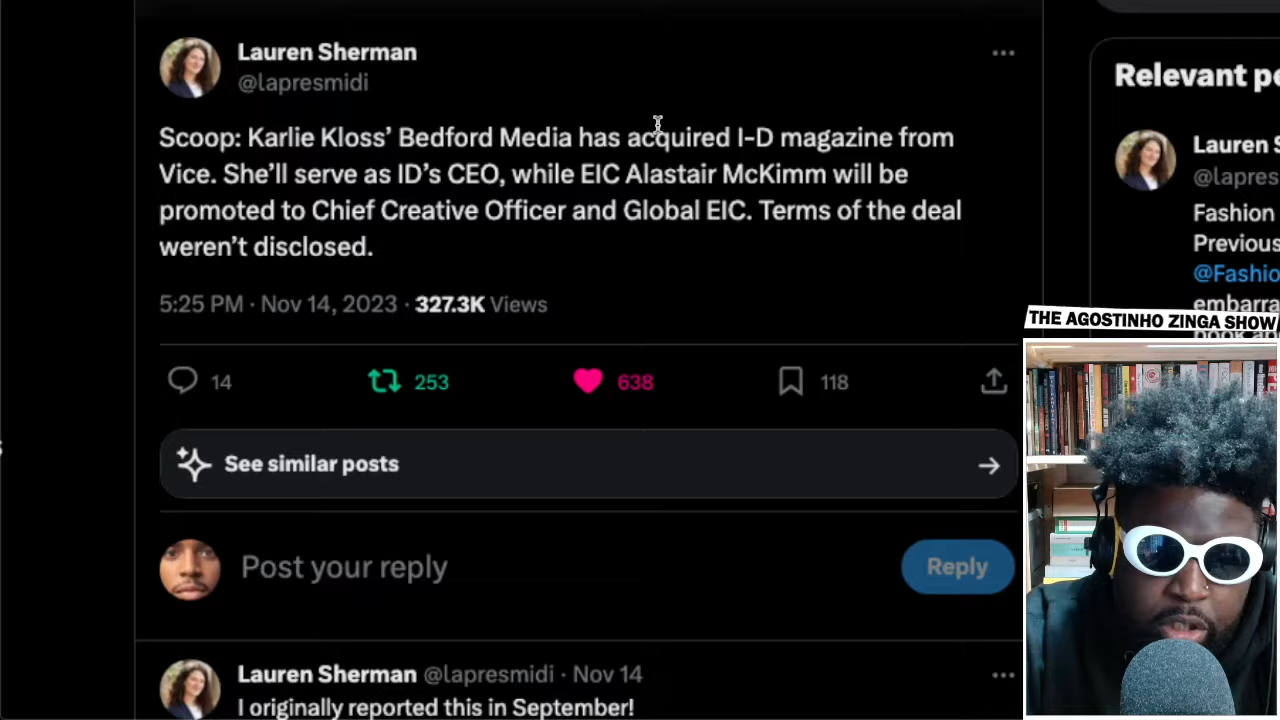 Lauren Sherman
@lapresmidi
Scoop: Karlie Kloss’ Bedford Media has acquired I-D magazine from
Vice. She’ll serve as ID’s CEO, while EIC Alastair McKimm will be
promoted to Chief Creative Officer and Global EIC. Terms of the deal
weren’t disclosed.
5:25 PM · Nov 14, 2023 · 327.3K Views
14 253 638 118
See similar posts
Post your reply
Reply
Lauren Sherman @lapresmidi · Nov 14
I originally reported this in September!
Relevant pe
Lauren S
@lapres
Fashion
Previous
@Fashio
embarra
THE AGOSTINHO ZINGA SHOW